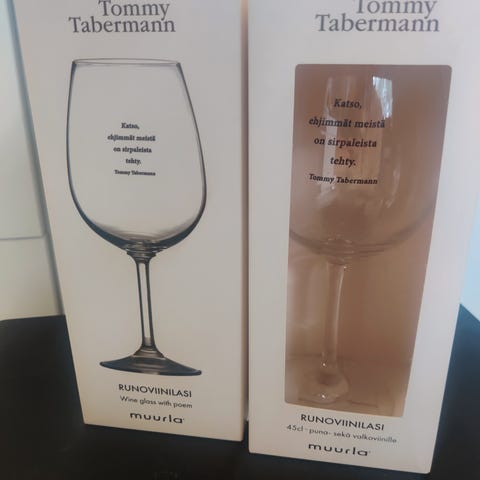 Tommy
Tabermann
Katso,
ehjimmät meistä
on sirpaleista
tehty.
Tommy Tabermann
RUNOVIINILASI
Wine glass with poem
muurla
Tommy
Tabermann
Katso,
ehjimmät meistä
on sirpaleista
tehty.
Tommy Tabermann
RUNOVIINILASI
45cl - puna- sekä valkoviinille
muurla